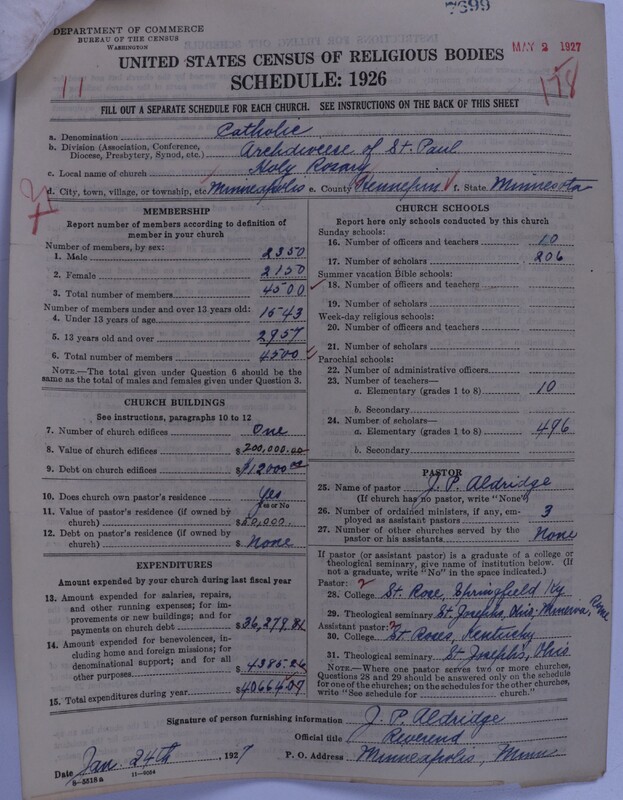 7699
DEPARTMENT OF COMMERCE
BUREAU OF THE CENSUS
WASHINGTON
MAY 2 1927
UNITED STATES CENSUS OF RELIGIOUS BODIES
SCHEDULE: 1926
11
178
FILL OUT A SEPARATE SCHEDULE FOR EACH CHURCH. SEE INSTRUCTIONS ON THE BACK OF THIS SHEET
a. Denomination Catholic
b. Division (Association, Conference, Diocese, Presbytery, Synod, etc.) Archdiocese of St. Paul
c. Local name of church Holy Rosary
d. City, town, village, or township, etc. Minneapolis e. County Hennepin f. State Minnesota
MEMBERSHIP
Report number of members according to definition of
member in your church
Number of members, by sex:
1. Male 2350
2. Female 2150
3. Total number of members 4500
Number of members under and over 13 years old:
4. Under 13 years of age 1543
5. 13 years old and over 2957
6. Total number of members 4500
NOTE.—The total given under Question 6 should be
same as the total of males and females given under Question 3.
CHURCH BUILDINGS
See instructions, paragraphs 10 to 12
7. Number of church edifices One
8. Value of church edifices $200,000.00
9. Debt on church edifices $12000.00
10. Does church own pastor's residence Yes
Yes or No
11. Value of pastor's residence (if owned by
church) $50,000.
12. Debt on pastor's residence (if owned by
church) $ None
EXPENDITURES
Amount expended by your church during last fiscal year
13. Amount expended for salaries, repairs,
and other running expenses; for im-
provements or new buildings; and for
payments on church debt $36,278.81
14. Amount expended for benevolences, in-
cluding home and foreign missions; for
denominational support; and for all
other purposes 4385.26
15. Total expenditures during year $40664.07
CHURCH SCHOOLS
Report here only schools conducted by this church
Sunday schools:
16. Number of officers and teachers 10
17. Number of scholars 206
Summer vacation Bible schools:
18. Number of officers and teachers
19. Number of scholars
Week-day religious schools:
20. Number of officers and teachers
21. Number of scholars
Parochial schools:
22. Number of administrative officers
23. Number of teachers—
a. Elementary (grades 1 to 8) 10
b. Secondary
24. Number of scholars—
a. Elementary (grades 1 to 8) 496
b. Secondary
PASTOR
25. Name of pastor J. P. Aldridge
(If church has no pastor, write "None")
26. Number of ordained ministers, if any, em-
ployed as assistant pastors 3
27. Number of other churches served by the
pastor or his assistants None
If pastor (or assistant pastor) is a graduate of a college or
theological seminary, give name of institution below. (If
not a graduate, write "No" in the space indicated.)
Pastor: 2
28. College St. Rose, Springfield Ky
29. Theological seminary St Josephs, Ohio; Minerva Rome
Assistant pastor: 2
30. College St. Roses, Kentucky
31. Theological seminary St Josephs, Ohio
NOTE.—Where one pastor serves two or more churches,
Questions 28 and 29 should be answered only on the schedule
for one of the churches; on the schedules for the other churches,
write "See schedule for church."
Signature of person furnishing information J. P. Aldridge
Official title Reverend
Date Jan. 24th, 1927 P. O. Address Minneapolis, Minn
8-5318a 11-9064